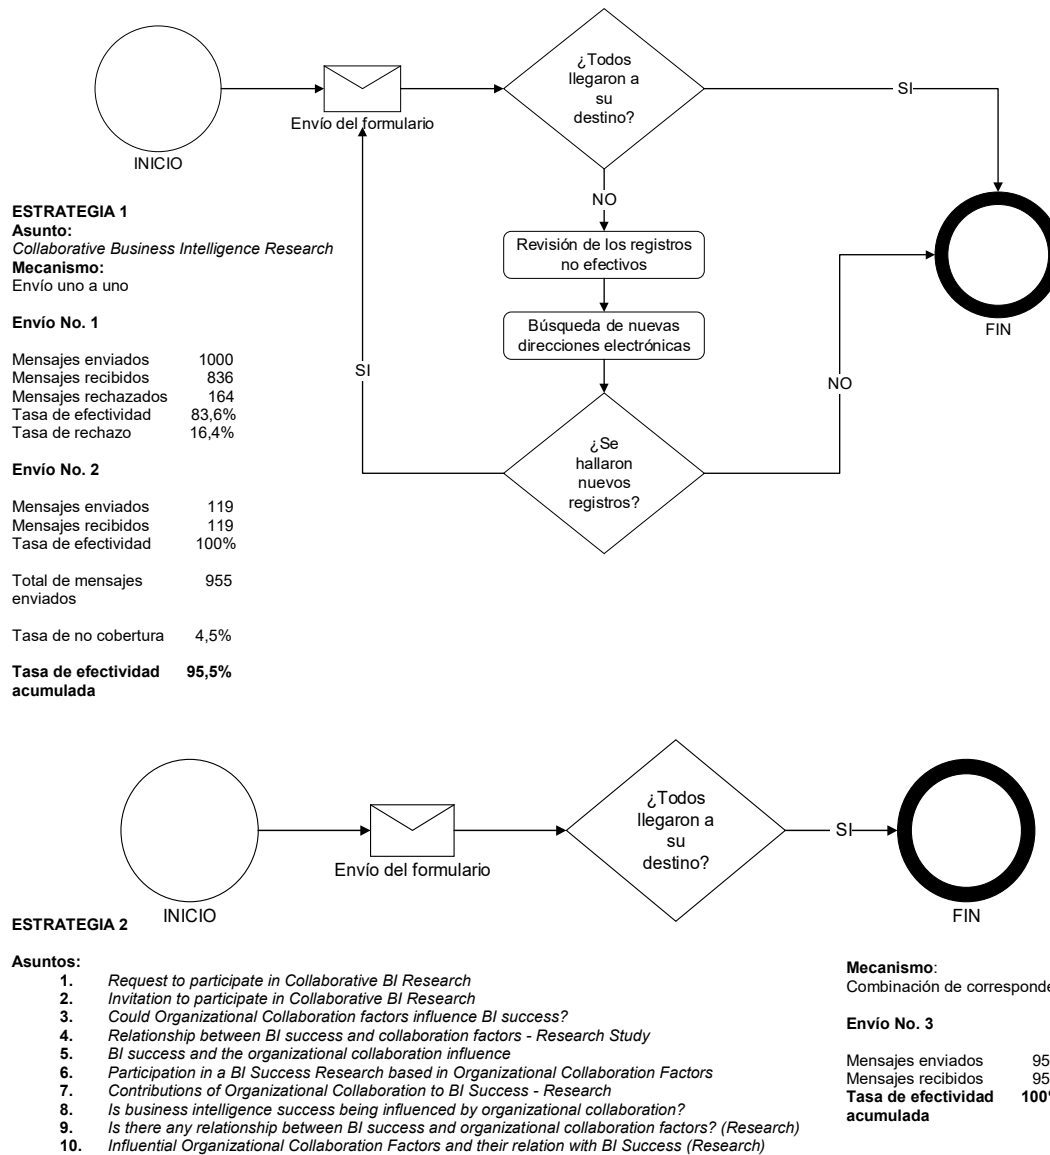 ¿Todos
llegaron a
su
destino?
SI
Envío del formulario
INICIO
NO
ESTRATEGIA 1
Asunto:
Collaborative Business Intelligence Research
Mecanismo:
Envío uno a uno
Revisión de los registros
no efectivos
Búsqueda de nuevas
direcciones electrónicas
FIN
Envío No. 1
Mensajes enviados 1000
Mensajes recibidos 836
Mensajes rechazados 164
Tasa de efectividad 83,6%
Tasa de rechazo 16,4%
SI
NO
¿Se
hallaron
nuevos
registros?
Envío No. 2
Mensajes enviados 119
Mensajes recibidos 119
Tasa de efectividad 100%
Total de mensajes 955
enviados
Tasa de no cobertura 4,5%
Tasa de efectividad 95,5%
acumulada
¿Todos
llegaron a
su
destino?
SI
Envío del formulario
INICIO
FIN
ESTRATEGIA 2
Asuntos:
1. Request to participate in Collaborative BI Research
2. Invitation to participate in Collaborative BI Research
3. Could Organizational Collaboration factors influence BI success?
4. Relationship between BI success and collaboration factors - Research Study
5. BI success and the organizational collaboration influence
6. Participation in a BI Success Research based in Organizational Collaboration Factors
7. Contributions of Organizational Collaboration to BI Success - Research
8. Is business intelligence success being influenced by organizational collaboration?
9. Is there any relationship between BI success and organizational collaboration factors? (Research)
10. Influential Organizational Collaboration Factors and their relation with BI Success (Research)
Mecanismo:
Combinación de
Envío No. 3
Mensajes enviados
Mensajes recibidos
Tasa de efectividad 100
acumulada